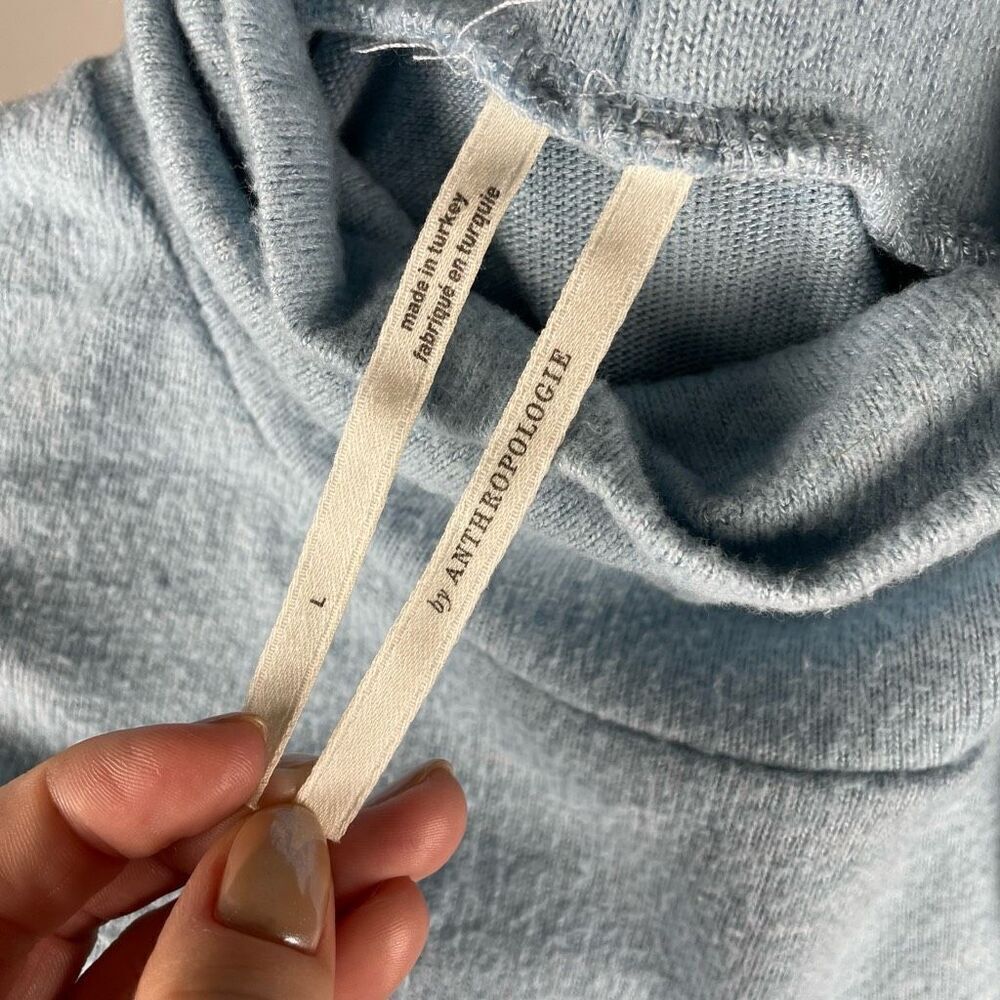 made in turkey
fabriqué en turquie
L
by ANTHROPOLOGIE